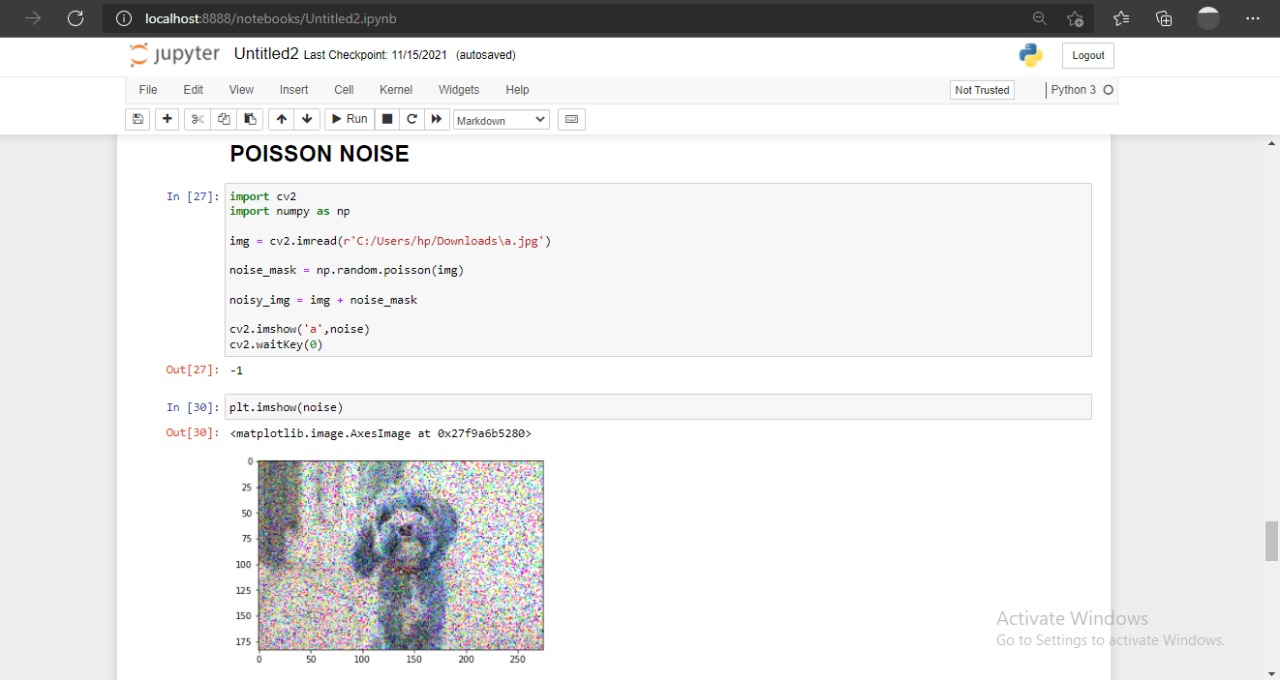 localhost:8888/notebooks/Untitled2.ipynb
jupyter Untitled2 Last Checkpoint: 11/15/2021 (autosaved)
Logout
File Edit View Insert Cell Kernel Widgets Help
Not Trusted
Python 3
Run
Markdown
POISSON NOISE
In [27]:
import cv2
import numpy as np
img = cv2.imread(r'C:/Users/hp/Downloads\a.jpg')
noise_mask = np.random.poisson(img)
noisy_img = img + noise_mask
cv2.imshow('a',noise)
cv2.waitKey(0)
Out[27]: -1
In [30]: plt.imshow(noise)
Out[30]: <matplotlib.image.AxesImage at 0x27f9a6b5280>
0
25
50
75
100
125
150
175
0 50 100 150 200 250
Activate Windows
Go to Settings to activate Windows.